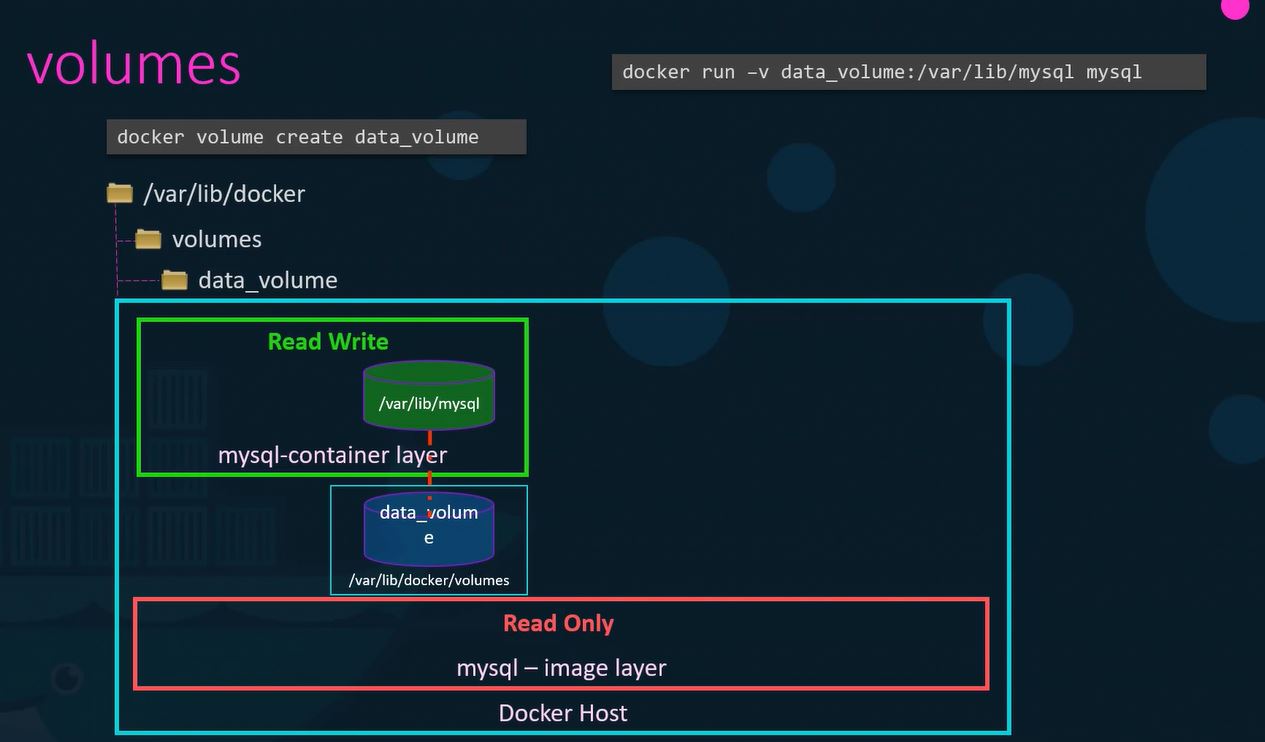 volumes
docker run –v data_volume:/var/lib/mysql mysql
docker volume create data_volume
/var/lib/docker
volumes
data_volume
Read Write
/var/lib/mysql
mysql-container layer
data_volum
e
/var/lib/docker/volumes
Read Only
mysql – image layer
Docker Host